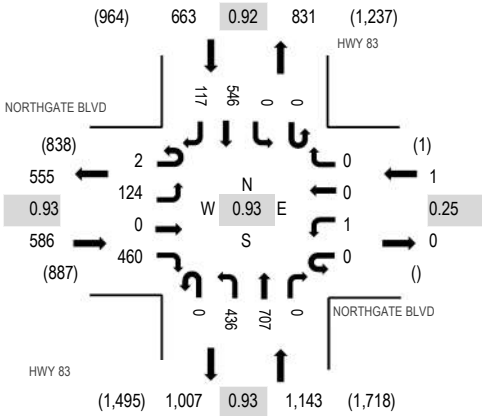 (964) 663 0.92 831 (1,237)
HWY 83
117 546 0 0
NORTHGATE BLVD
(838) 2 0 (1)
555 124 0 1
0.93 0 W N 0.93 E S 1 0.25
586 460 0 0
(887) ()
0 436 707 0
NORTHGATE BLVD
HWY 83
(1,495) 1,007 0.93 1,143 (1,718)